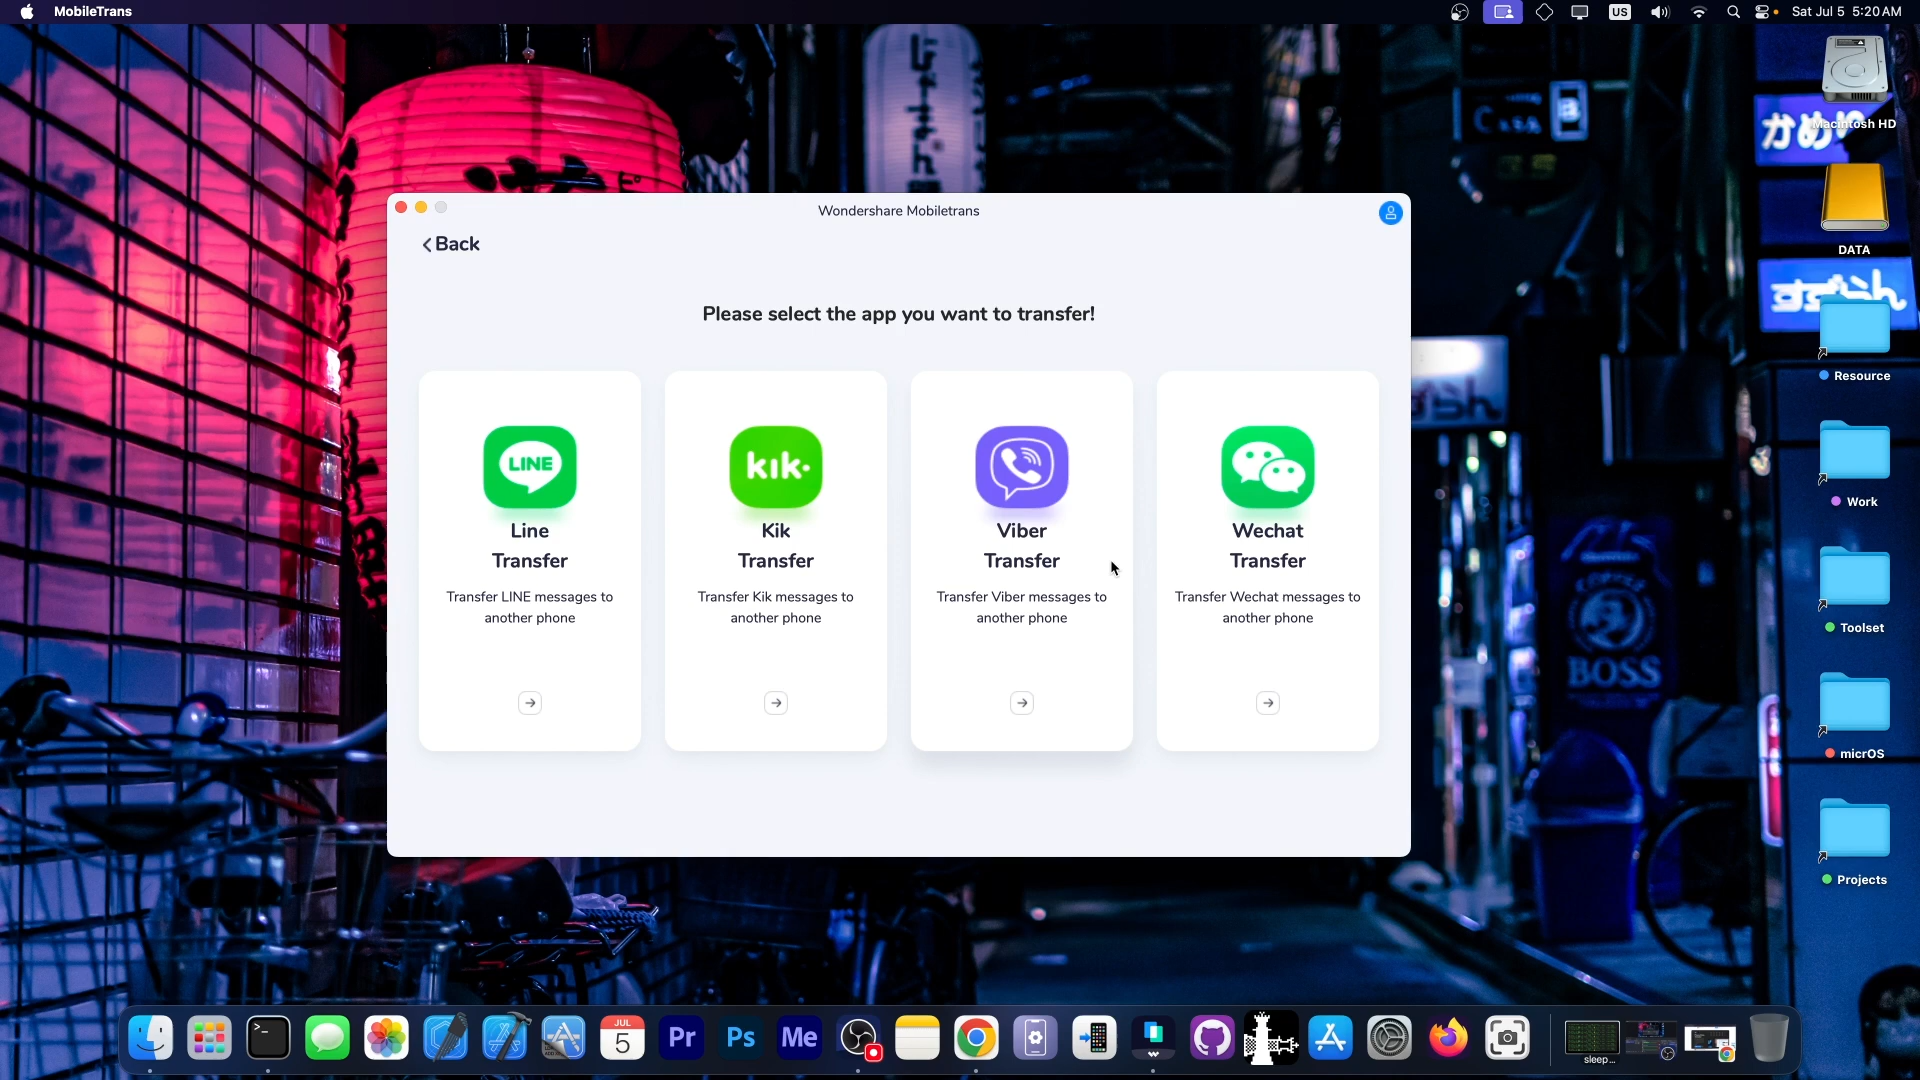 MobileTrans
US
Sat Jul 5 5:20 AM
Macintosh HD
DATA
Resource
Work
Toolset
micrOS
Projects
BOSS
Wondershare Mobiletrans
Back
Please select the app you want to transfer!
LINE
Line
Transfer
Transfer LINE messages to
another phone
kik
Kik
Transfer
Transfer Kik messages to
another phone
Viber
Transfer
Transfer Viber messages to
another phone
Wechat
Transfer
Transfer Wechat messages to
another phone
JUL
5
Pr
Ps
Me
sleep...